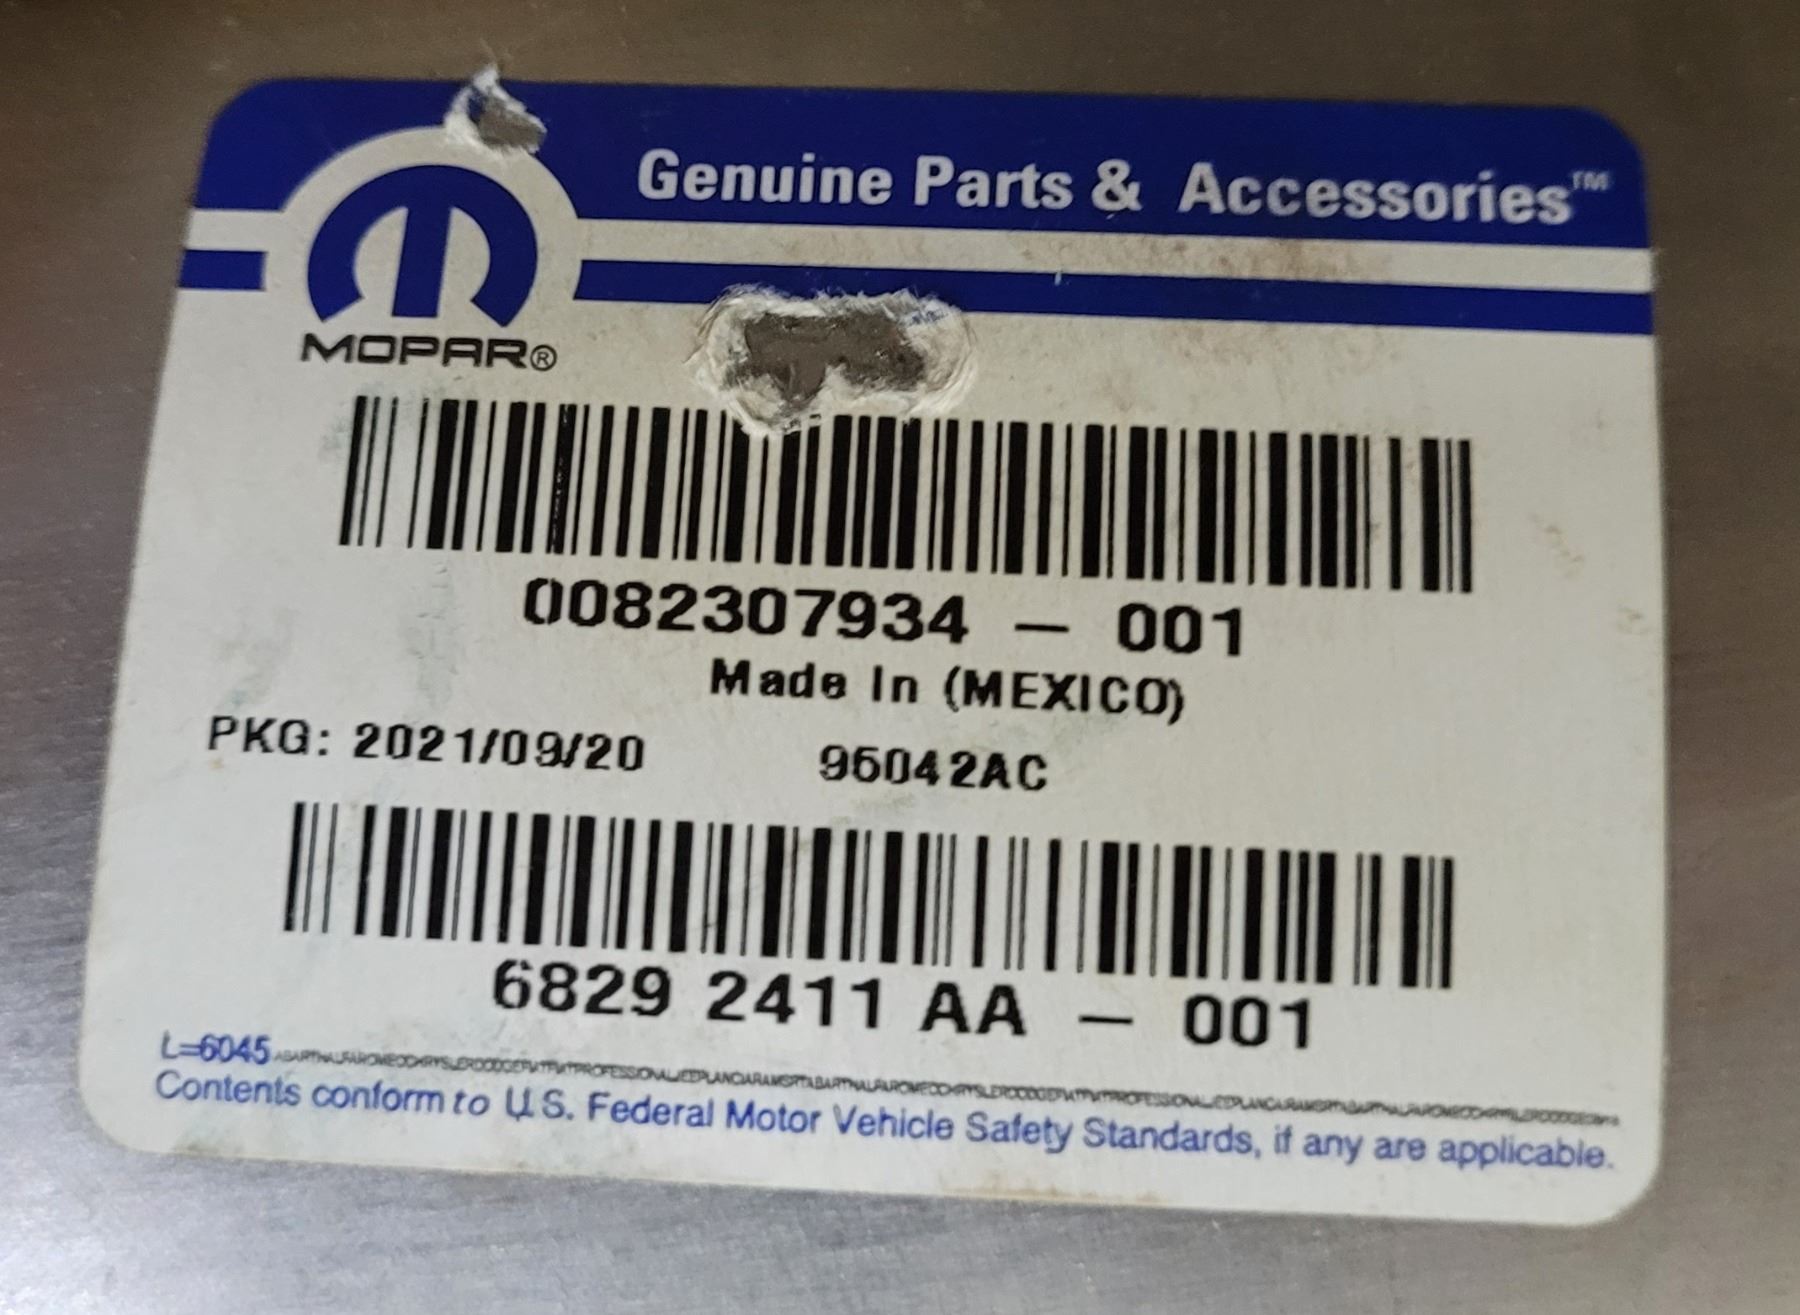 Genuine Parts & Accessories™
MOPAR®
0082307934 – 001
Made In (MEXICO)
PKG: 2021/09/20 95042AC
6829 2411 AA – 001
L=6045
Contents conform to U.S. Federal Motor Vehicle Safety Standards, if any are applicable.